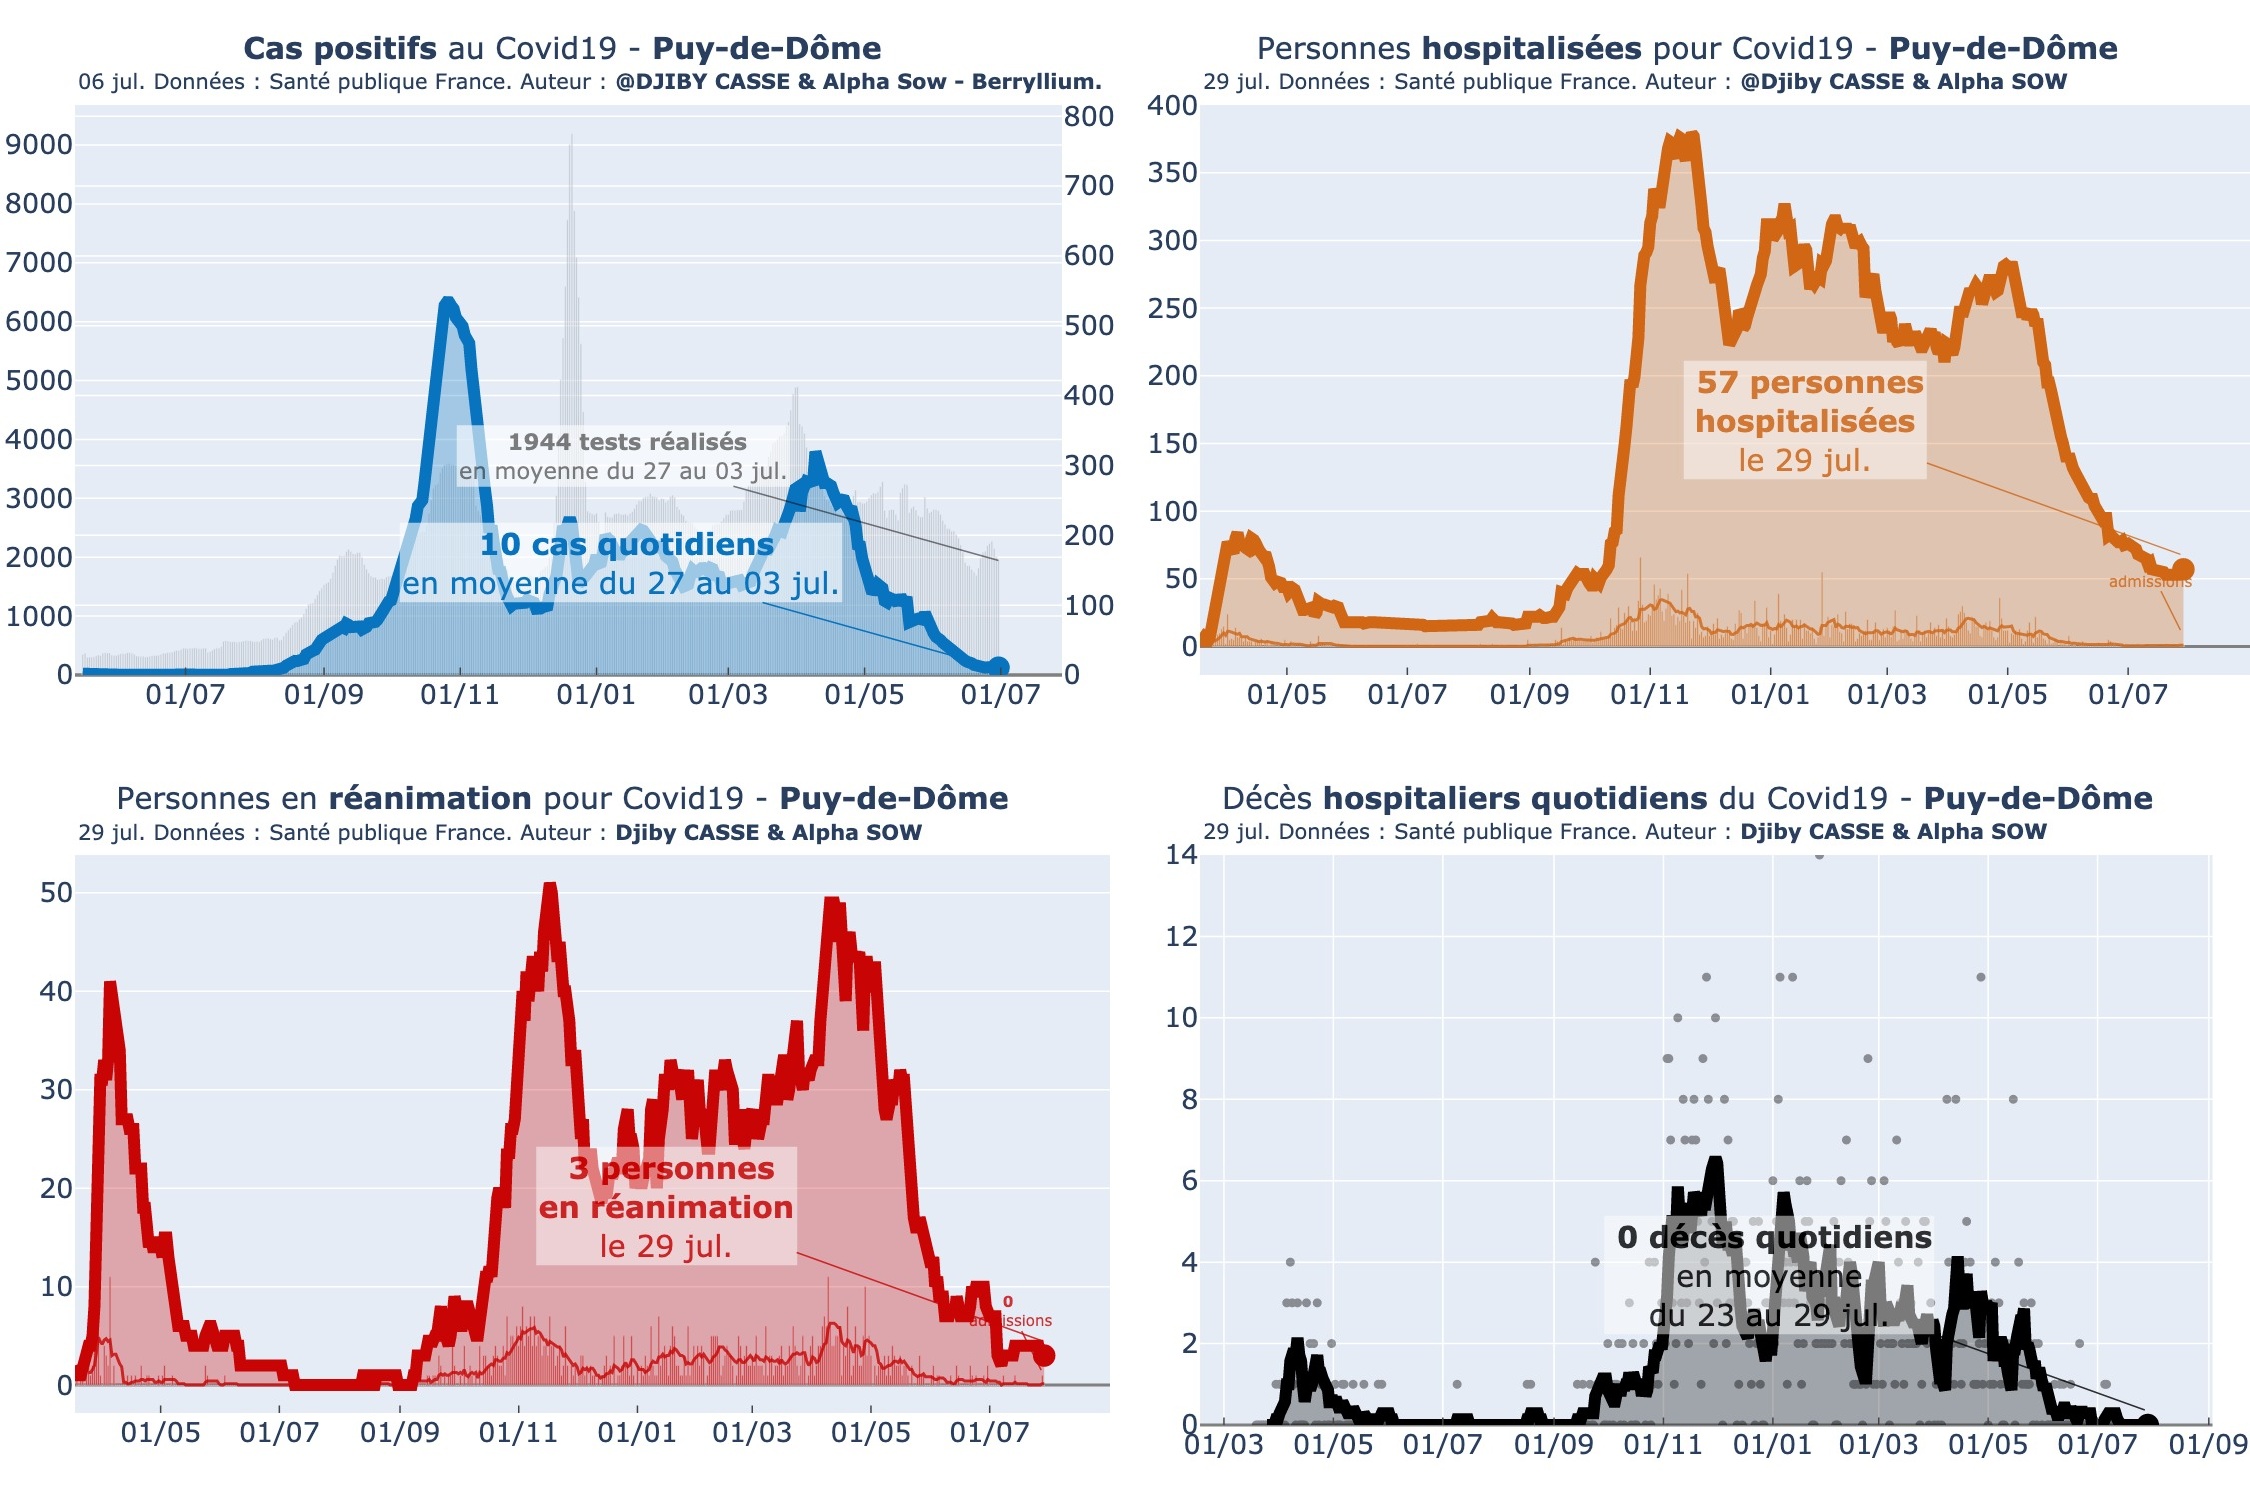 Cas positifs au Covid19 - Puy-de-Dôme
06 jul. Données : Santé publique France. Auteur : @DJIBY CASSE & Alpha Sow - Berryllium.
9000
8000
7000
6000
5000
4000
3000
2000
1000
0
800
700
600
500
400
300
200
100
0
1944 tests réalisés
en moyenne du 27 au 03 jul.
10 cas quotidiens
en moyenne du 27 au 03 jul.
01/07 01/09 01/11 01/01 01/03 01/05 01/07
Personnes hospitalisées pour Covid19 - Puy-de-Dôme
29 jul. Données : Santé publique France. Auteur : @Djiby CASSE & Alpha SOW
400
350
300
250
200
150
100
50
0
57 personnes
hospitalisées
le 29 jul.
admissions
01/05 01/07 01/09 01/11 01/01 01/03 01/05 01/07
Personnes en réanimation pour Covid19 - Puy-de-Dôme
29 jul. Données : Santé publique France. Auteur : Djiby CASSE & Alpha SOW
50
40
30
20
10
0
3 personnes
en réanimation
le 29 jul.
0
admissions
01/05 01/07 01/09 01/11 01/01 01/03 01/05 01/07
Décès hospitaliers quotidiens du Covid19 - Puy-de-Dôme
29 jul. Données : Santé publique France. Auteur : Djiby CASSE & Alpha SOW
14
12
10
8
6
4
2
0
0 décès quotidiens
en moyenne
du 23 au 29 jul.
01/03 01/05 01/07 01/09 01/11 01/01 01/03 01/05 01/07 01/09